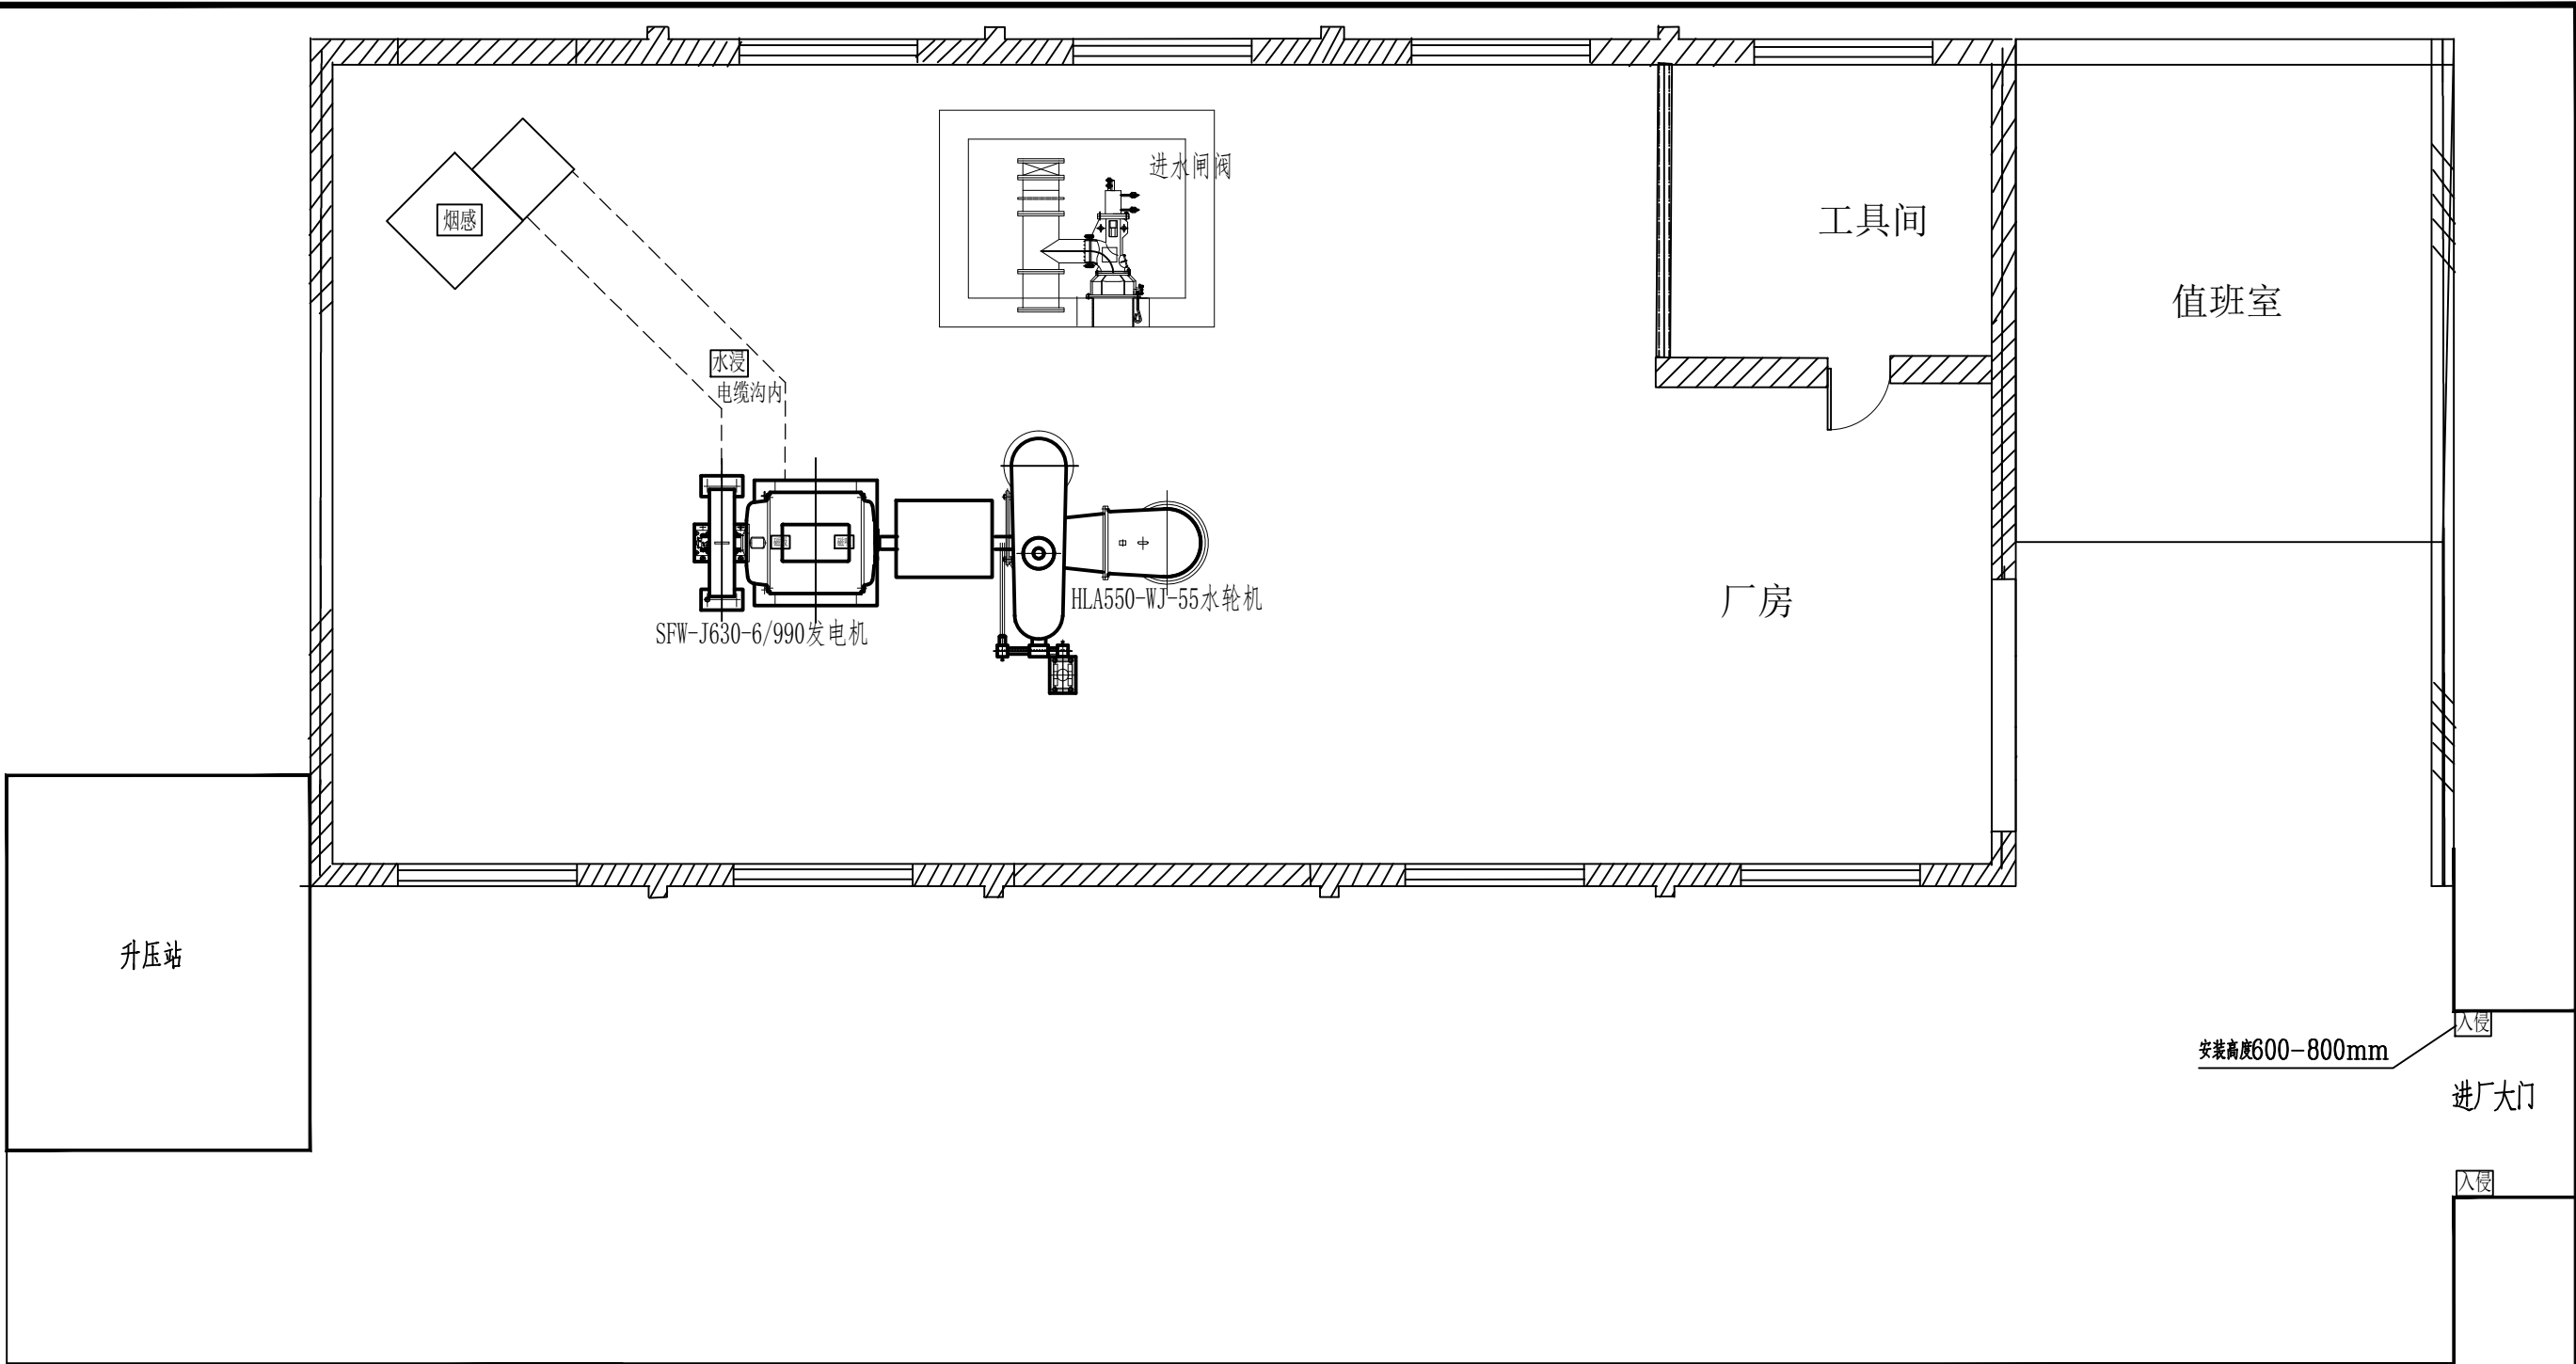 进水闸阀
烟感
工具间
值班室
水浸
电缆沟内
HLA550-WJ-55水轮机
厂房
SFW-J630-6/990发电机
升压站
入侵
安装高度600-800mm
进厂大门
入侵